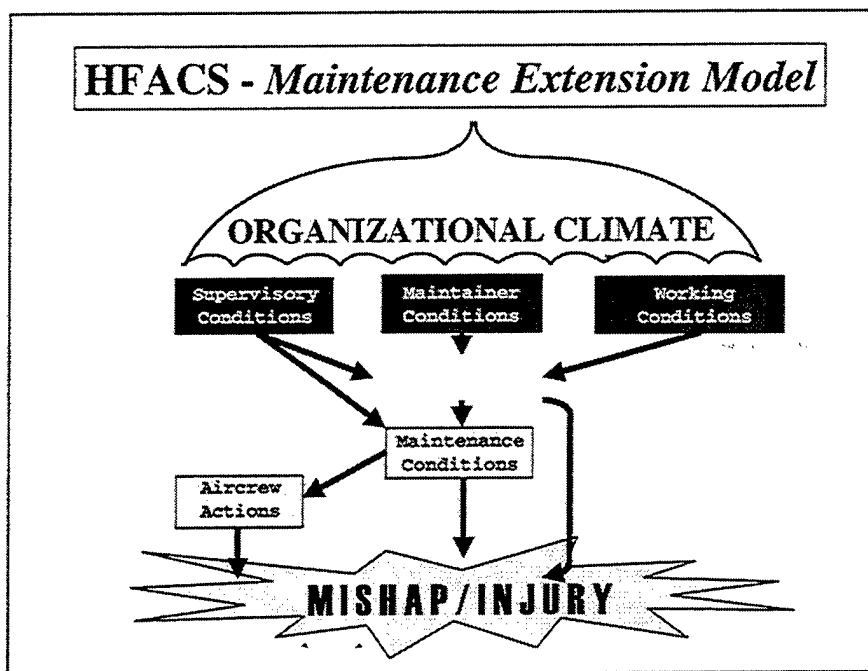 HFACS - Maintenance Extension Model
ORGANIZATIONAL CLIMATE
Supervisory
Conditions
Maintainer
Conditions
Working
Conditions
Maintenance
Conditions
Aircrew
Actions
MISHAP/INJURY